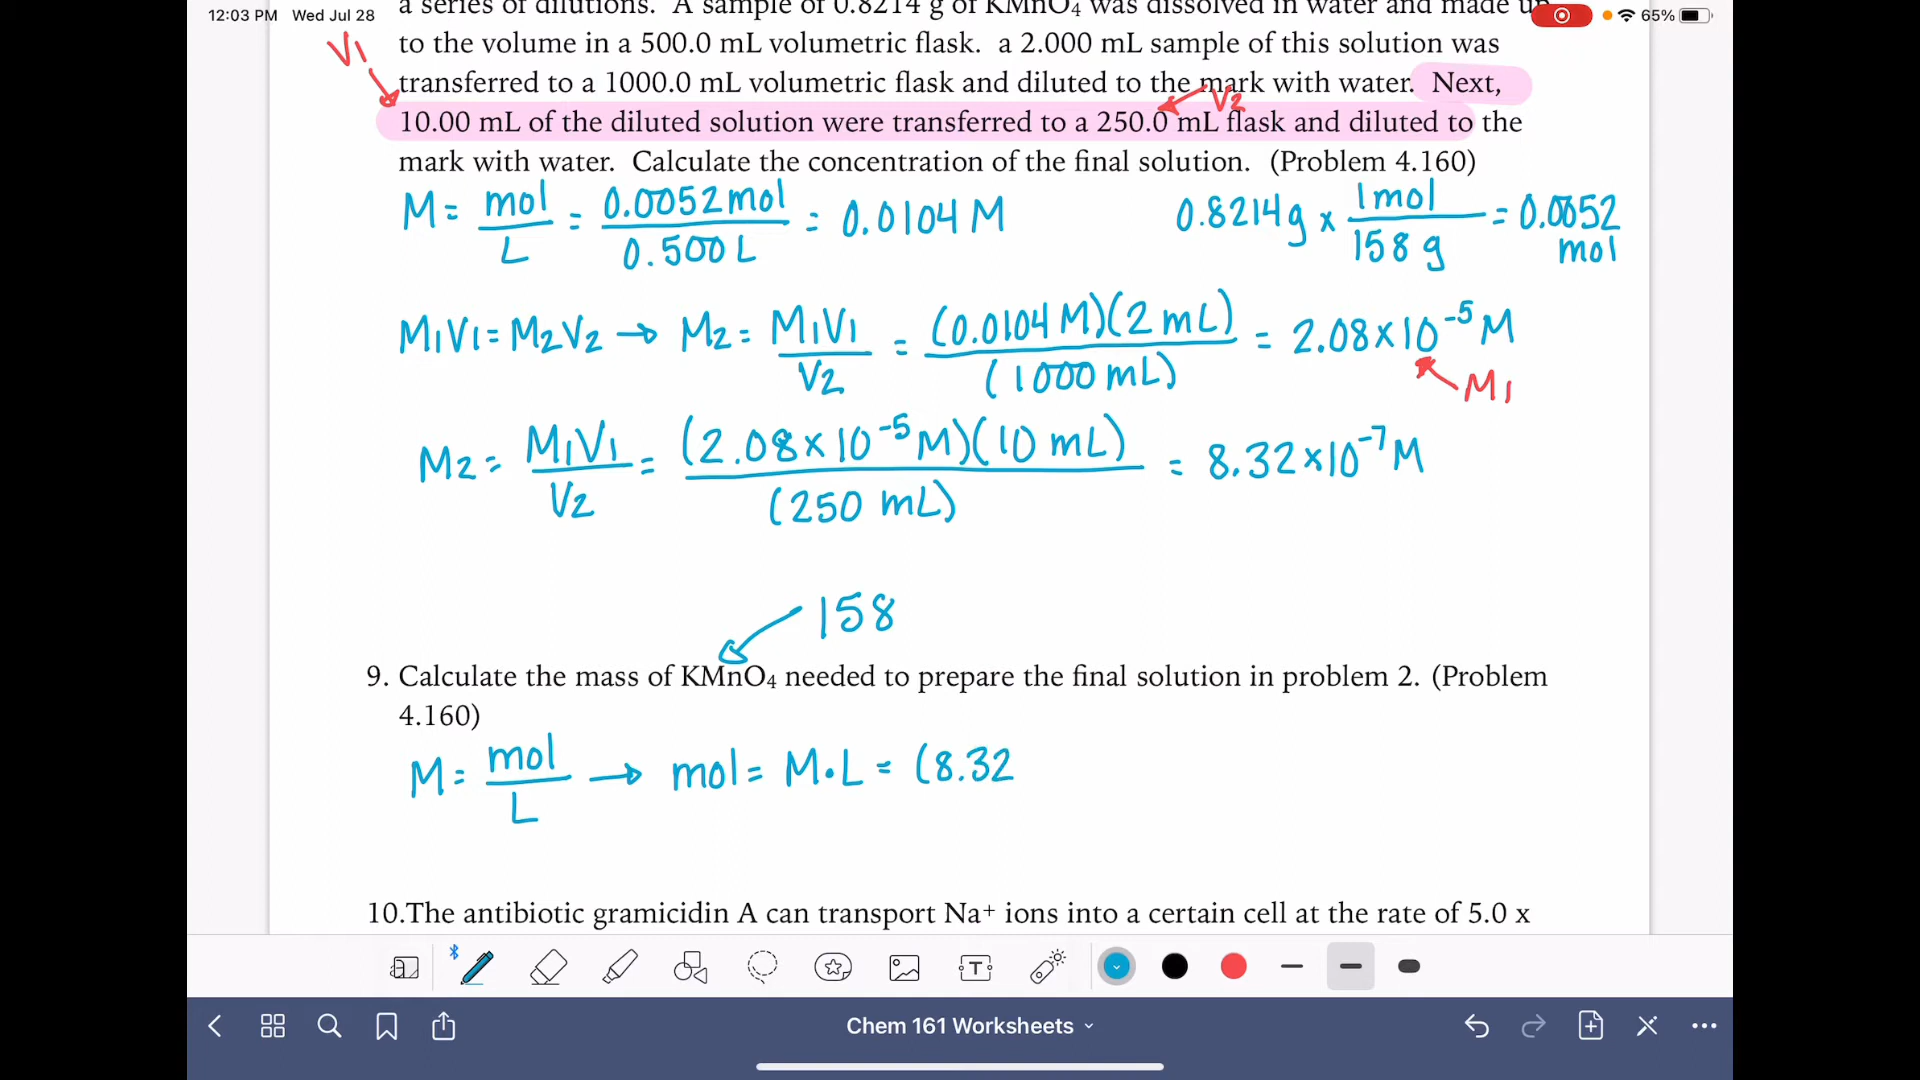 12:03 PM Wed Jul 28 65%
a series of dilutions. A sample of 0.8214 g of KMnO4 was dissolved in water and made up
V1
to the volume in a 500.0 mL volumetric flask. a 2.000 mL sample of this solution was
transferred to a 1000.0 mL volumetric flask and diluted to the mark with water. Next,
V2
10.00 mL of the diluted solution were transferred to a 250.0 mL flask and diluted to the
mark with water. Calculate the concentration of the final solution. (Problem 4.160)
M = mol/L = 0.0052 mol/0.500 L = 0.0104 M
0.8214 g x 1 mol/158 g = 0.0052 mol
M1V1 = M2V2 → M2 = M1V1/V2 = (0.0104 M)(2 mL)/(1000 mL) = 2.08×10⁻⁵ M
M1
M2 = M1V1/V2 = (2.08×10⁻⁵ M)(10 mL)/(250 mL) = 8.32×10⁻⁷ M
158
9. Calculate the mass of KMnO4 needed to prepare the final solution in problem 2. (Problem
4.160)
M = mol/L → mol = M•L = (8.32
10.The antibiotic gramicidin A can transport Na+ ions into a certain cell at the rate of 5.0 x
a T
Chem 161 Worksheets